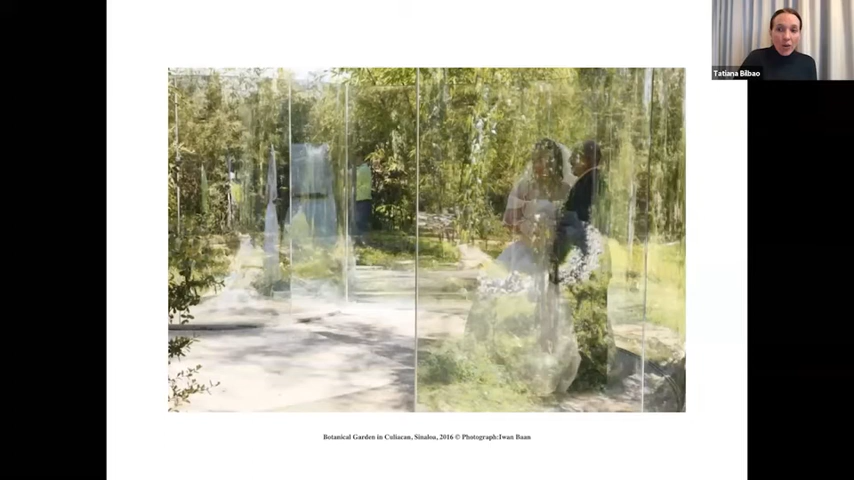 Tatiana Bilbao
Botanical Garden in Culiacan, Sinaloa, 2016 © Photograph:Iwan Baan